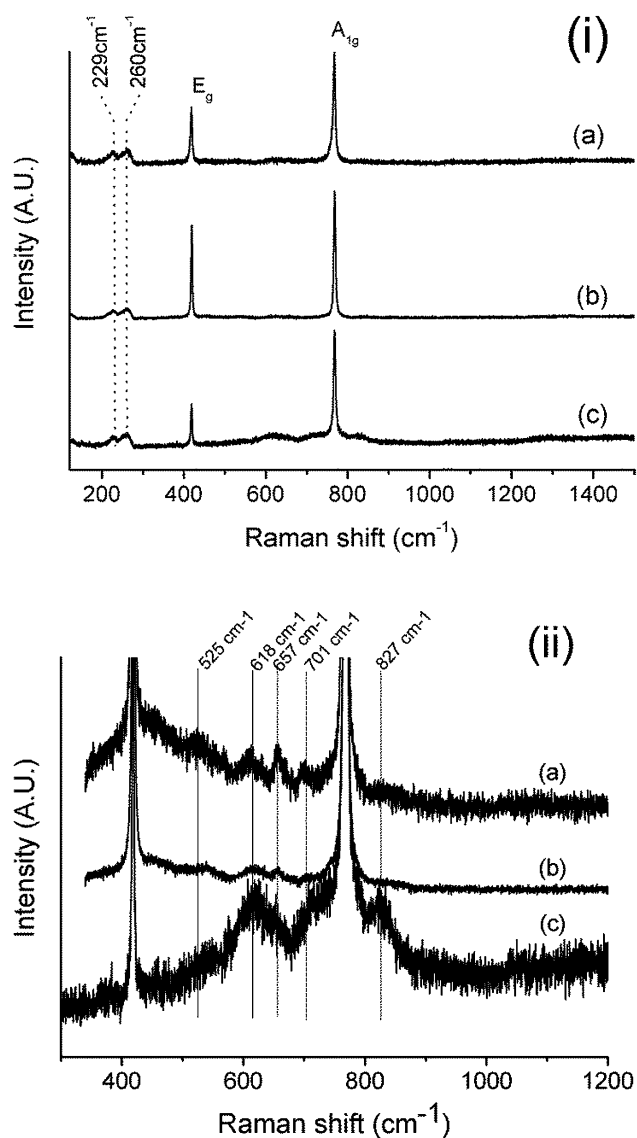 (i)
229cm⁻¹
260cm⁻¹
E_g
A_1g
(a)
(b)
(c)
Intensity (A.U.)
200 400 600 800 1000 1200 1400
Raman shift (cm⁻¹)
(ii)
525 cm-1
618 cm-1
657 cm-1
701 cm-1
827 cm-1
(a)
(b)
(c)
Intensity (A.U.)
400 600 800 1000 1200
Raman shift (cm⁻¹)